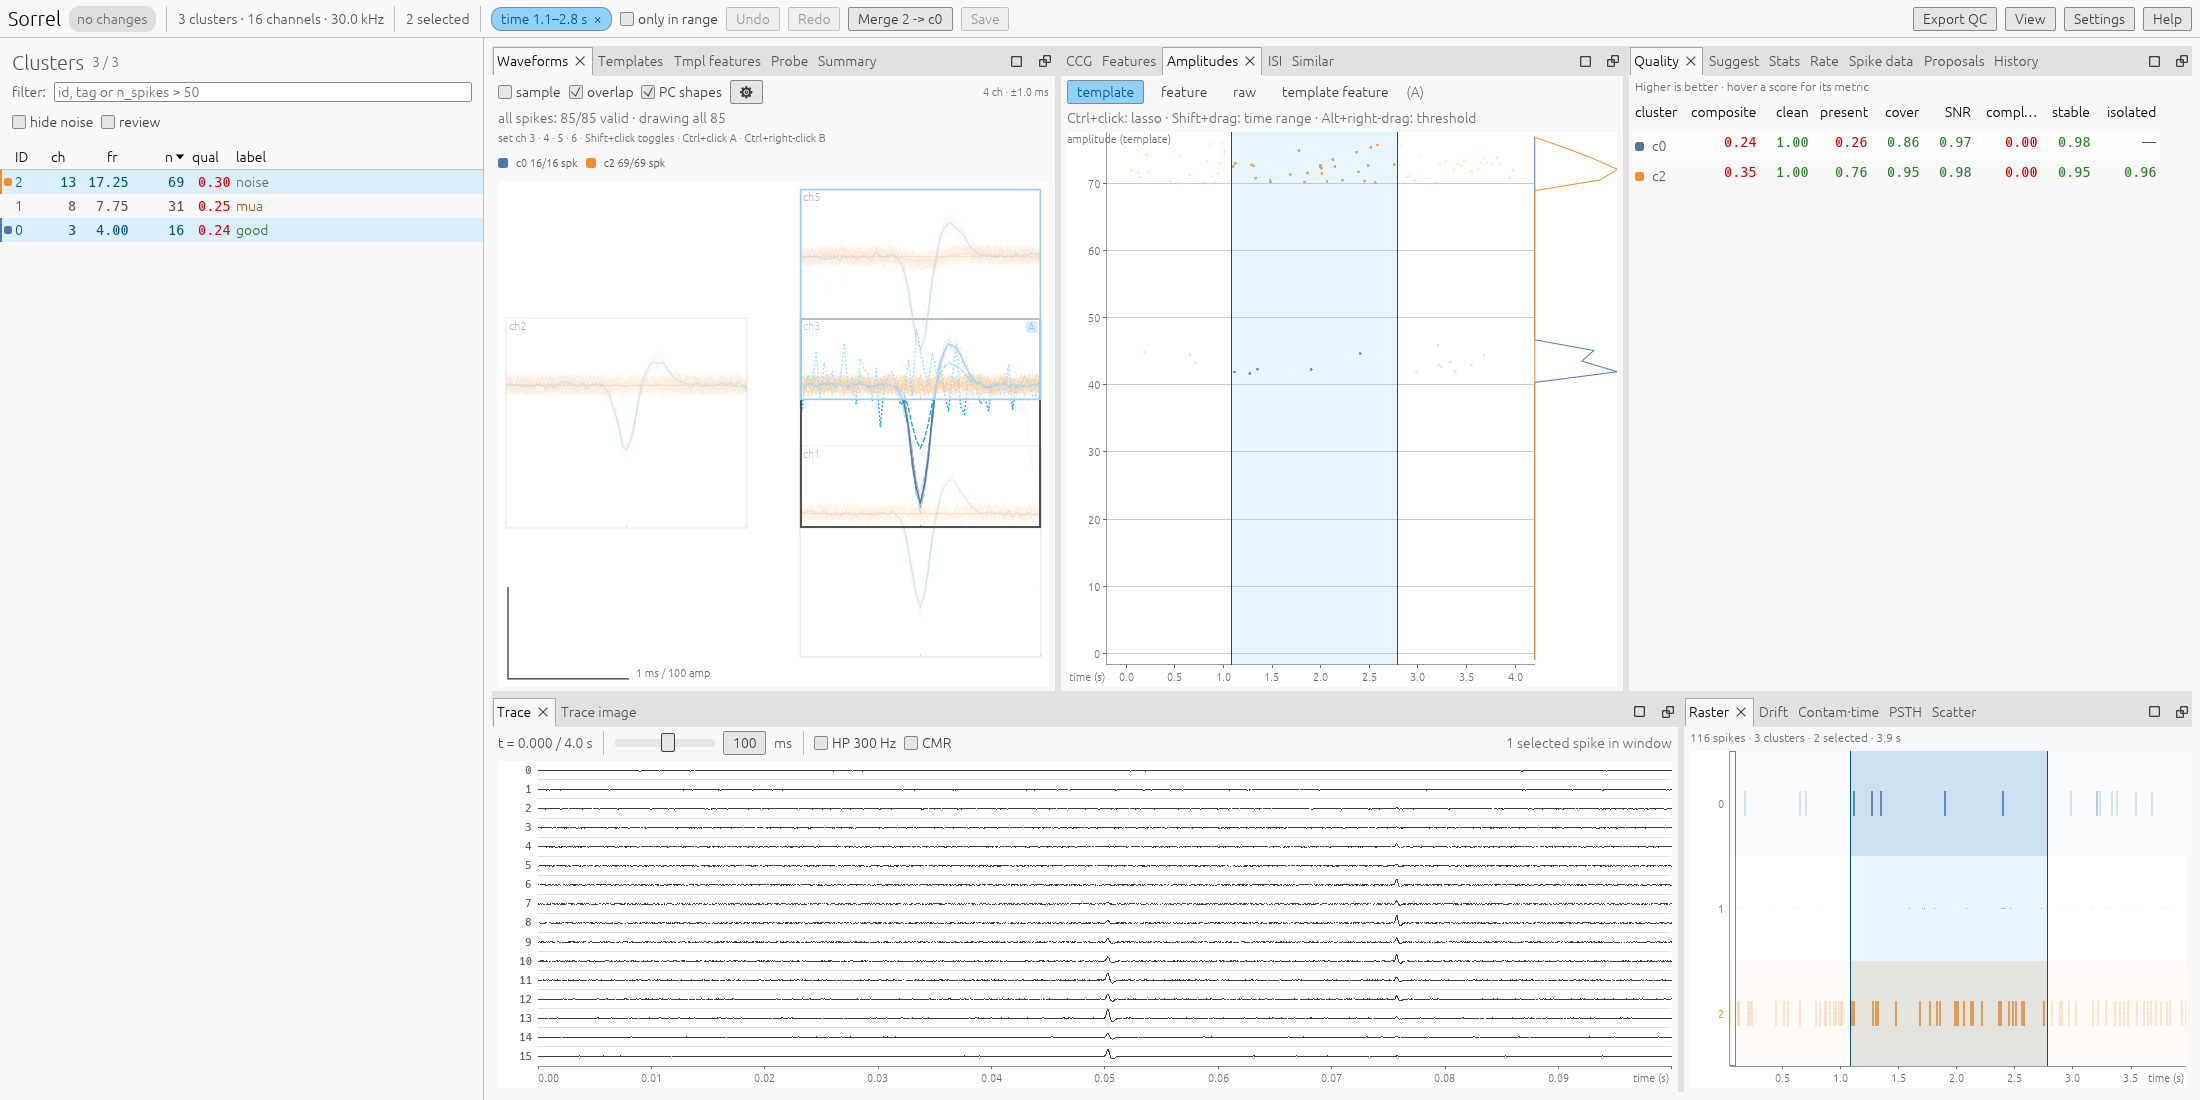 Sorrel no changes 3 clusters · 16 channels · 30.0 kHz 2 selected time 1.1–2.8 s × only in range Undo Redo Merge 2 -> c0 Save Export QC View Settings Help
Clusters 3 / 3
filter: id, tag or n_spikes > 50
hide noise review
ID ch fr n qual label
2 13 17.25 69 0.30 noise
1 8 7.75 31 0.25 mua
0 3 4.00 16 0.24 good
Waveforms Templates Tmpl features Probe Summary
sample overlap PC shapes 4 ch · ±1.0 ms
all spikes: 85/85 valid · drawing all 85
set ch 3 · 4 · 5 · 6 · Shift+click toggles · Ctrl+click A · Ctrl+right-click B
c0 16/16 spk c2 69/69 spk
ch5
ch2 ch3 A
ch1
1 ms / 100 amp
CCG Features Amplitudes ISI Similar
template feature raw template feature (A)
Ctrl+click: lasso · Shift+drag: time range · Alt+right-drag: threshold
amplitude (template)
70
60
50
40
30
20
10
0
time (s) 0.0 0.5 1.0 1.5 2.0 2.5 3.0 3.5 4.0
Quality Suggest Stats Rate Spike data Proposals History
Higher is better · hover a score for its metric
cluster composite clean present cover SNR compl... stable isolated
c0 0.24 1.00 0.26 0.86 0.97 0.00 0.98 —
c2 0.35 1.00 0.76 0.95 0.98 0.00 0.95 0.96
Trace Trace image
t = 0.000 / 4.0 s 100 ms HP 300 Hz CMR 1 selected spike in window
0
1
2
3
4
5
6
7
8
9
10
11
12
13
14
15
0.00 0.01 0.02 0.03 0.04 0.05 0.06 0.07 0.08 0.09 time (s)
Raster Drift Contam·time PSTH Scatter
116 spikes · 3 clusters · 2 selected · 3.9 s
0
1
2
0.5 1.0 1.5 2.0 2.5 3.0 3.5 time (s)